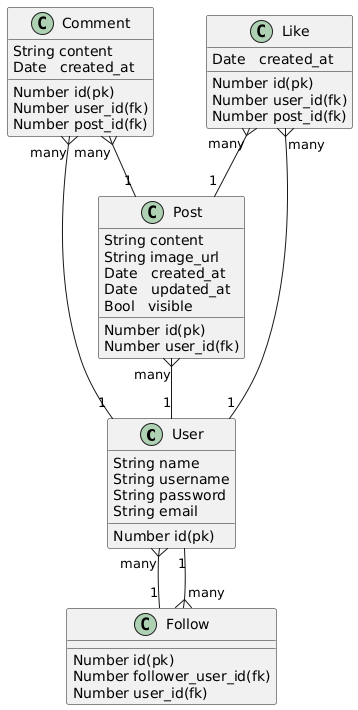 C Comment
String content
Date created_at
Number id(pk)
Number user_id(fk)
Number post_id(fk)
C Like
Date created_at
Number id(pk)
Number user_id(fk)
Number post_id(fk)
many
many
many
many
1
1
C Post
String content
String image_url
Date created_at
Date updated_at
Bool visible
Number id(pk)
Number user_id(fk)
many
1
1
1
C User
String name
String username
String password
String email
Number id(pk)
many
1
1
many
C Follow
Number id(pk)
Number follower_user_id(fk)
Number user_id(fk)